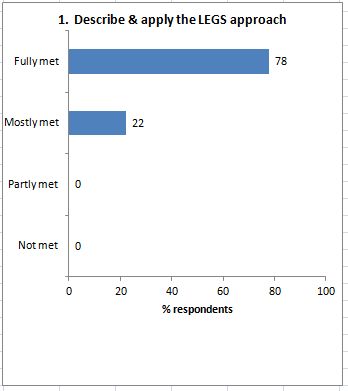 1. Describe & apply the LEGS approach
Fully met 78
Mostly met 22
Partly met 0
Not met 0
0 20 40 60 80 100
% respondents